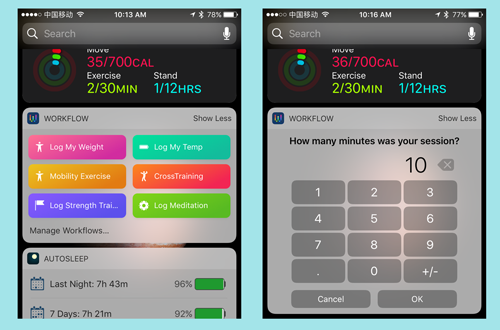 中国移动
10:13 AM
78%
Search
Move
35/700CAL
Exercise
Stand
2/30MIN
1/12HRS
WORKFLOW
Show Less
Log My Weight
Log My Temp
Mobility Exercise
CrossTraining
Log Strength Trai...
Log Meditation
Manage Workflows...
AUTOSLEEP
Last Night: 7h 43m
96%
7 Days: 7h 21m
92%
中国移动
10:16 AM
77%
Search
Move
36/700CAL
Exercise
Stand
2/30MIN
1/12HRS
WORKFLOW
Show Less
How many minutes was your session?
10
1
2
3
4
5
6
7
8
9
.
0
+/-
Cancel
OK